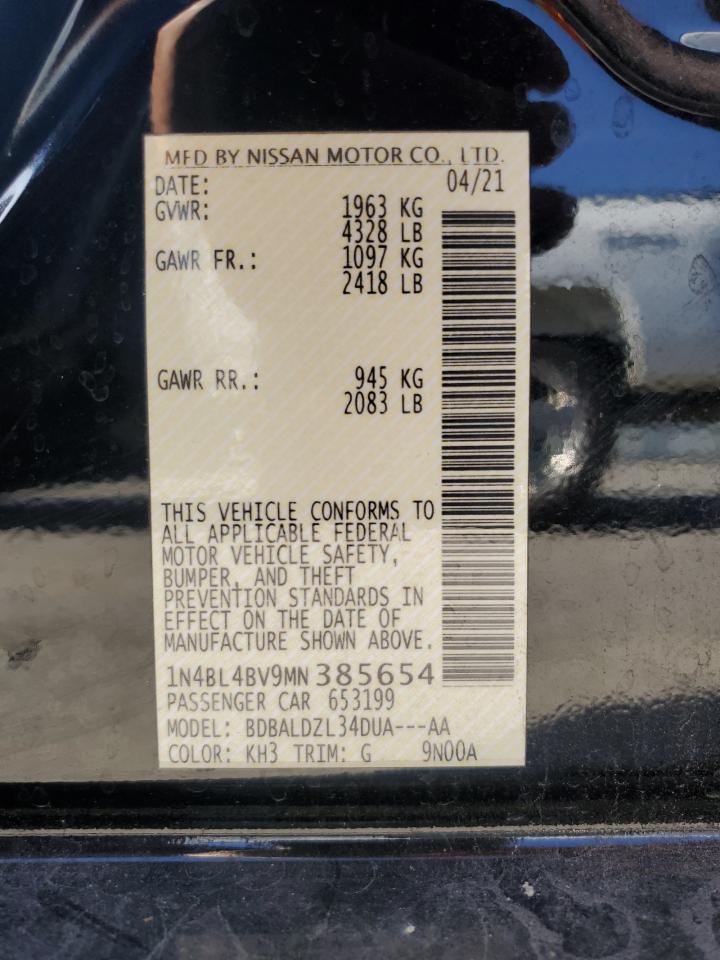 MFD BY NISSAN MOTOR CO., LTD.
DATE: 04/21
GVWR: 1963 KG
4328 LB
GAWR FR.: 1097 KG
2418 LB
GAWR RR.: 945 KG
2083 LB
THIS VEHICLE CONFORMS TO
ALL APPLICABLE FEDERAL
MOTOR VEHICLE SAFETY,
BUMPER, AND THEFT
PREVENTION STANDARDS IN
EFFECT ON THE DATE OF
MANUFACTURE SHOWN ABOVE.
1N4BL4BV9MN385654
PASSENGER CAR 653199
MODEL: BDBALDZL34DUA---AA
COLOR: KH3 TRIM: G 9N00A